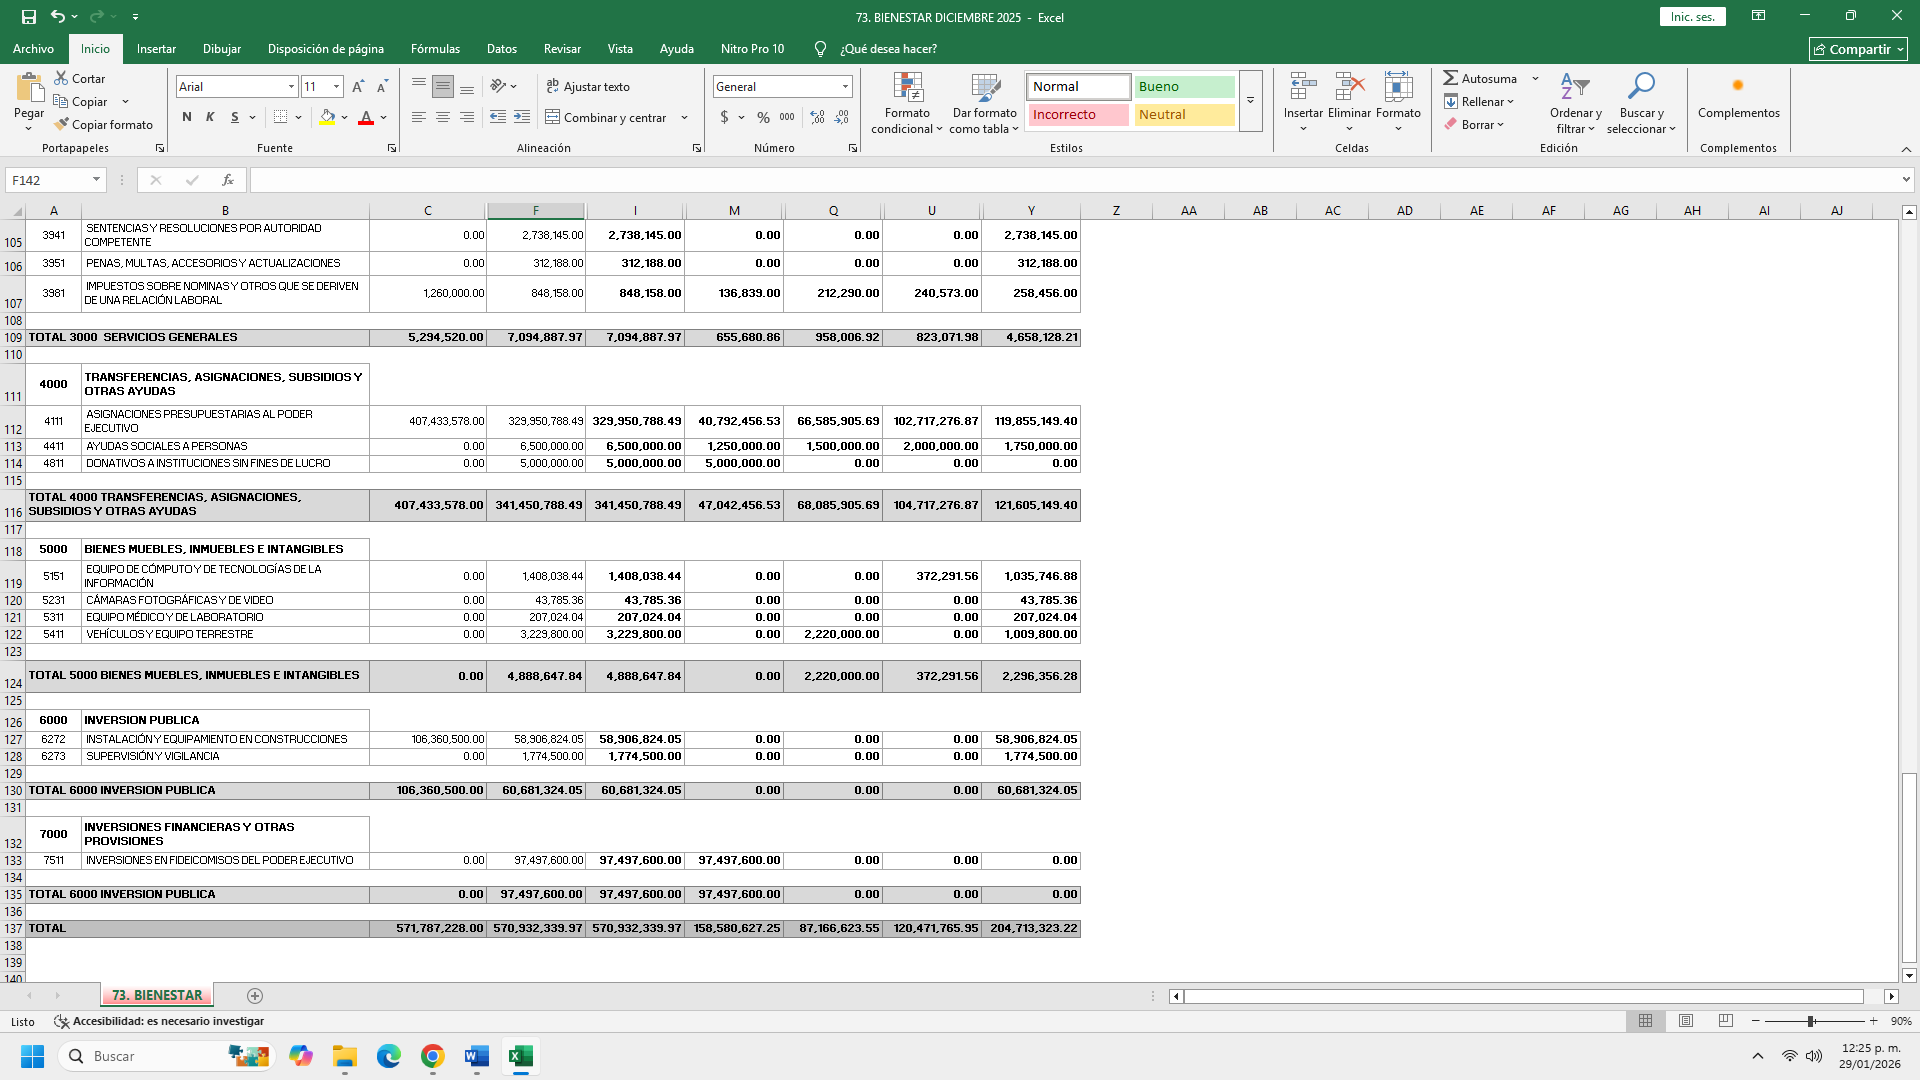 73. BIENESTAR DICIEMBRE 2025 - Excel
Inic. ses.
Archivo Inicio Insertar Dibujar Disposición de página Fórmulas Datos Revisar Vista Ayuda Nitro Pro 10 ¿Qué desea hacer? Compartir
Pegar
Cortar
Copiar
Copiar formato
Portapapeles
Arial 11
N K S
Fuente
Ajustar texto
Combinar y centrar
Alineación
General
$ % 000
Número
Formato condicional
Dar formato como tabla
Normal Bueno
Incorrecto Neutral
Estilos
Insertar Eliminar Formato
Celdas
Autosuma
Rellenar
Borrar
Ordenar y filtrar
Buscar y seleccionar
Edición
Complementos
Complementos
F142 fx
A B C F I M Q U Y Z AA AB AC AD AE AF AG AH AI AJ
105 3941 SENTENCIAS Y RESOLUCIONES POR AUTORIDAD COMPETENTE 0.00 2,738,145.00 2,738,145.00 0.00 0.00 0.00 2,738,145.00
106 3951 PENAS, MULTAS, ACCESORIOS Y ACTUALIZACIONES 0.00 312,188.00 312,188.00 0.00 0.00 0.00 312,188.00
107 3981 IMPUESTOS SOBRE NOMINAS Y OTROS QUE SE DERIVEN DE UNA RELACIÓN LABORAL 1,260,000.00 848,158.00 848,158.00 136,839.00 212,290.00 240,573.00 258,456.00
108
109 TOTAL 3000 SERVICIOS GENERALES 5,294,520.00 7,094,887.97 7,094,887.97 655,680.86 958,006.92 823,071.98 4,658,128.21
110
111 4000 TRANSFERENCIAS, ASIGNACIONES, SUBSIDIOS Y OTRAS AYUDAS
112 4111 ASIGNACIONES PRESUPUESTARIAS AL PODER EJECUTIVO 407,433,578.00 329,950,788.49 329,950,788.49 40,792,456.53 66,585,905.69 102,717,276.87 119,855,149.40
113 4411 AYUDAS SOCIALES A PERSONAS 0.00 6,500,000.00 6,500,000.00 1,250,000.00 1,500,000.00 2,000,000.00 1,750,000.00
114 4811 DONATIVOS A INSTITUCIONES SIN FINES DE LUCRO 0.00 5,000,000.00 5,000,000.00 5,000,000.00 0.00 0.00 0.00
115
116 TOTAL 4000 TRANSFERENCIAS, ASIGNACIONES, SUBSIDIOS Y OTRAS AYUDAS 407,433,578.00 341,450,788.49 341,450,788.49 47,042,456.53 68,085,905.69 104,717,276.87 121,605,149.40
117
118 5000 BIENES MUEBLES, INMUEBLES E INTANGIBLES
119 5151 EQUIPO DE CÓMPUTO Y DE TECNOLOGÍAS DE LA INFORMACIÓN 0.00 1,408,038.44 1,408,038.44 0.00 0.00 372,291.56 1,035,746.88
120 5231 CÁMARAS FOTOGRÁFICAS Y DE VIDEO 0.00 43,785.36 43,785.36 0.00 0.00 0.00 43,785.36
121 5311 EQUIPO MÉDICO Y DE LABORATORIO 0.00 207,024.04 207,024.04 0.00 0.00 0.00 207,024.04
122 5411 VEHÍCULOS Y EQUIPO TERRESTRE 0.00 3,229,800.00 3,229,800.00 0.00 2,220,000.00 0.00 1,009,800.00
123
124 TOTAL 5000 BIENES MUEBLES, INMUEBLES E INTANGIBLES 0.00 4,888,647.84 4,888,647.84 0.00 2,220,000.00 372,291.56 2,296,356.28
125
126 6000 INVERSION PUBLICA
127 6272 INSTALACIÓN Y EQUIPAMIENTO EN CONSTRUCCIONES 106,360,500.00 58,906,824.05 58,906,824.05 0.00 0.00 0.00 58,906,824.05
128 6273 SUPERVISIÓN Y VIGILANCIA 0.00 1,774,500.00 1,774,500.00 0.00 0.00 0.00 1,774,500.00
129
130 TOTAL 6000 INVERSION PUBLICA 106,360,500.00 60,681,324.05 60,681,324.05 0.00 0.00 0.00 60,681,324.05
131
132 7000 INVERSIONES FINANCIERAS Y OTRAS PROVISIONES
133 7511 INVERSIONES EN FIDEICOMISOS DEL PODER EJECUTIVO 0.00 97,497,600.00 97,497,600.00 97,497,600.00 0.00 0.00 0.00
134
135 TOTAL 6000 INVERSION PUBLICA 0.00 97,497,600.00 97,497,600.00 97,497,600.00 0.00 0.00 0.00
136
137 TOTAL 571,787,228.00 570,932,339.97 570,932,339.97 158,580,627.25 87,166,623.55 120,471,765.95 204,713,323.22
138
139
140
73. BIENESTAR
Listo Accesibilidad: es necesario investigar 90%
Buscar
12:25 p. m.
29/01/2026